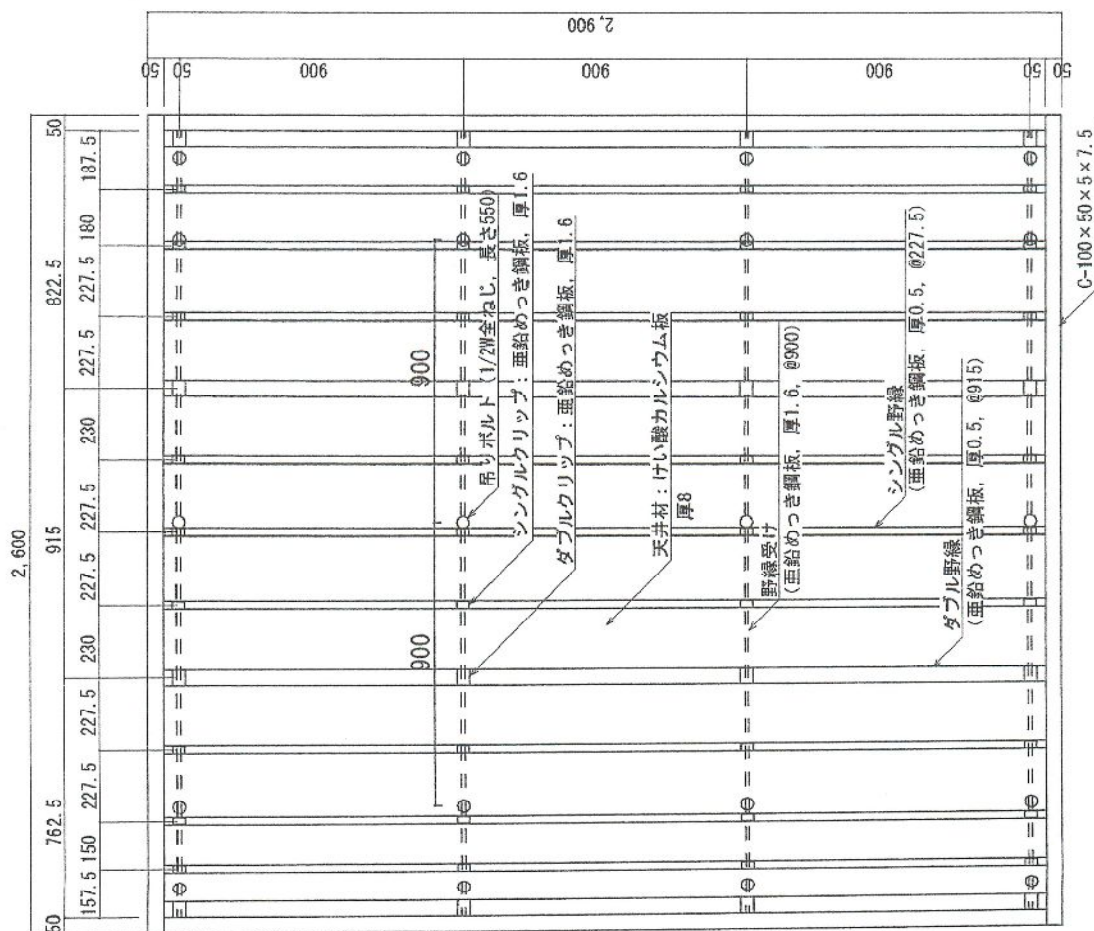 2,900
50
50
900
900
900
50
50
2,600
50
822.5
915
762.5
50
187.5
180
227.5
227.5
230
227.5
227.5
230
227.5
227.5
150
157.5
900
900
吊りボルト(1/2W全ねじ, 長さ550)
シングルクリップ:亜鉛めっき鋼板, 厚1.6
ダブルクリップ:亜鉛めっき鋼板, 厚1.6
天井材:けい酸カルシウム板
厚8
野縁受け
(亜鉛めっき鋼板, 厚1.6, @900)
シングル野縁
(亜鉛めっき鋼板, 厚0.5, @227.5)
ダブル野縁
(亜鉛めっき鋼板, 厚0.5, @915)
C-100×50×5×7.5